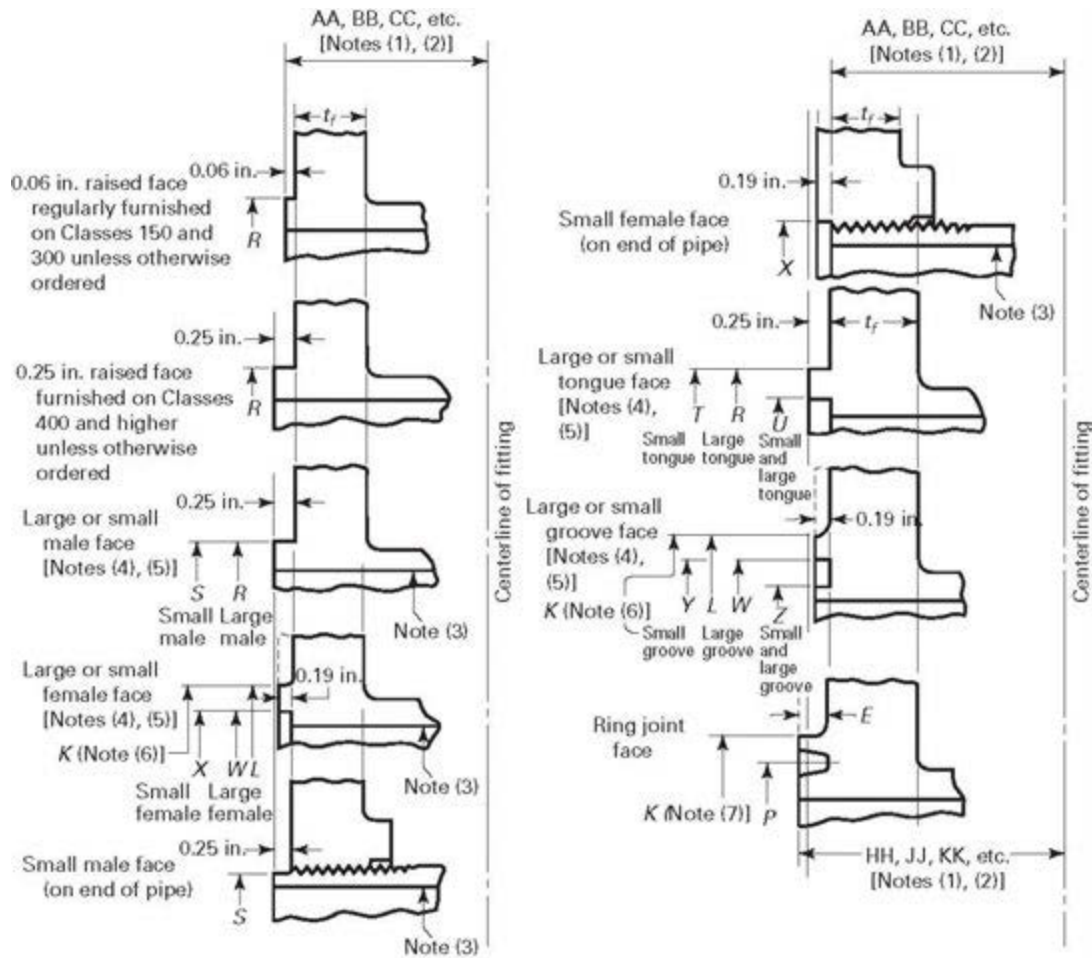 AA, BB, CC, etc.
[Notes (1), (2)]
t_f
0.06 in.
0.06 in. raised face
regularly furnished
on Classes 150 and
300 unless otherwise
ordered
R
0.25 in.
0.25 in. raised face
furnished on Classes
400 and higher
unless otherwise
ordered
R
0.25 in.
Large or small
male face
[Notes (4), (5)]
S
R
Small Large
male male
Note (3)
Large or small
female face
[Notes (4), (5)]
0.19 in.
K (Note (6)]
X
W L
Small Large
female female
Note (3)
0.25 in.
Small male face
(on end of pipe)
S
Note (3)
Centerline of fitting
AA, BB, CC, etc.
[Notes (1), (2)]
t_f
0.19 in.
Small female face
(on end of pipe)
X
Note (3)
0.25 in.
t_f
Large or small
tongue face
[Notes (4),
(5)]
T
R
U
Small tongue
Large tongue
Small and large tongue
0.19 in.
Large or small
groove face
[Notes (4),
(5)]
K (Note (6)]
Y
L
W
Z
Small groove
Large groove
Small and large groove
Ring joint
face
E
K (Note (7)]
P
HH, JJ, KK, etc.
[Notes (1), (2)]
Centerline of fitting